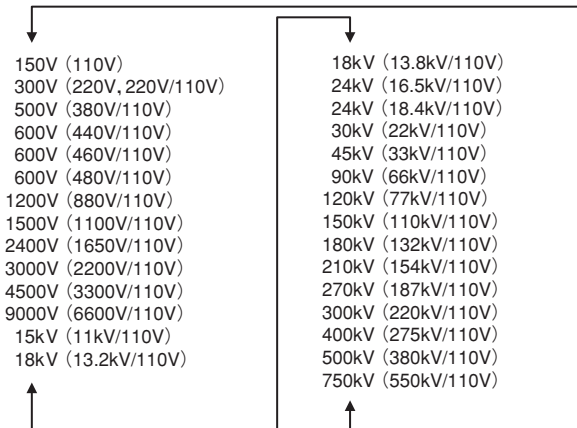 150V（110V）
300V（220V、220V/110V）
500V（380V/110V）
600V（440V/110V）
600V（460V/110V）
600V（480V/110V）
1200V（880V/110V）
1500V（1100V/110V）
2400V（1650V/110V）
3000V（2200V/110V）
4500V（3300V/110V）
9000V（6600V/110V）
15kV（11kV/110V）
18kV（13.2kV/110V）
18kV（13.8kV/110V）
24kV（16.5kV/110V）
24kV（18.4kV/110V）
30kV（22kV/110V）
45kV（33kV/110V）
90kV（66kV/110V）
120kV（77kV/110V）
150kV（110kV/110V）
180kV（132kV/110V）
210kV（154kV/110V）
270kV（187kV/110V）
300kV（220kV/110V）
400kV（275kV/110V）
500kV（380kV/110V）
750kV（550kV/110V）